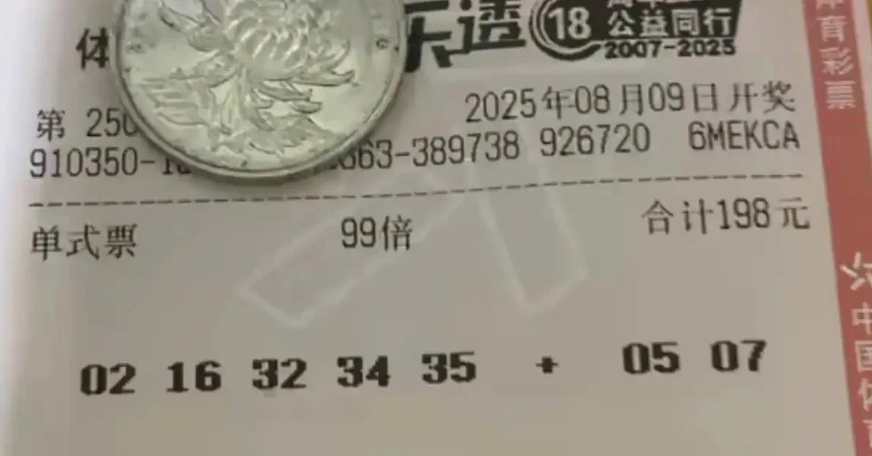 体 乐透 18 公益同行
2007-2025
第 250 2025年08月09日开奖
910350- 663-389738 926720 6MEKCA
单式票 99倍 合计198元
02 16 32 34 35 + 05 07
体育彩票
中国体